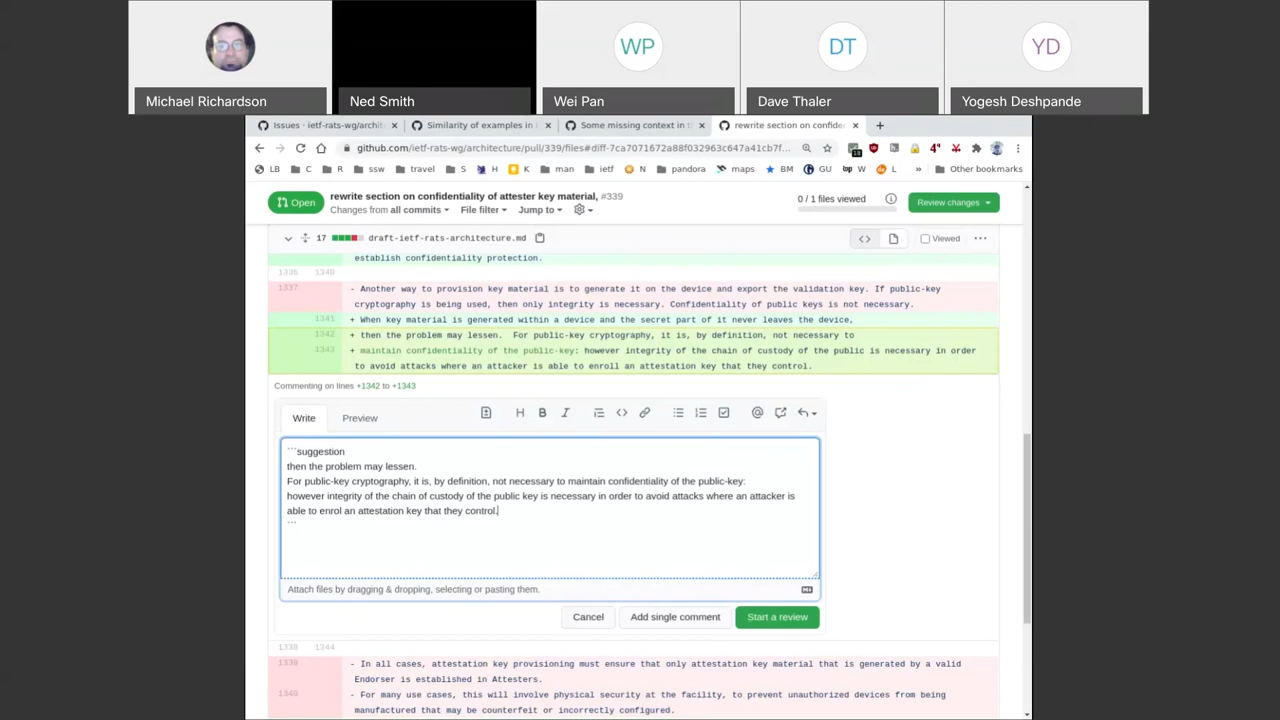 WP
DT
YD
Michael Richardson
Ned Smith
Wei Pan
Dave Thaler
Yogesh Deshpande
Issues · ietf-rats-wg/archit
Similarity of examples in
Some missing context in t
rewrite section on confide
github.com/ietf-rats-wg/architecture/pull/339/files#diff-7ca7071672a88f032963c647a41cb7f...
LB
C
R
ssw
travel
S
H
K
man
ietf
N
pandora
maps
BM
GU
W
L
»
Other bookmarks
Open
rewrite section on confidentiality of attester key material, #339
Changes from all commits
File filter
Jump to
0 / 1 files viewed
Review changes
17
draft-ietf-rats-architecture.md
Viewed
establish confidentiality protection.
1336 1340
1337 - Another way to provision key material is to generate it on the device and export the validation key. If public-key
cryptography is being used, then only integrity is necessary. Confidentiality of public keys is not necessary.
1341 + When key material is generated within a device and the secret part of it never leaves the device,
1342 + then the problem may lessen. For public-key cryptography, it is, by definition, not necessary to
1343 + maintain confidentiality of the public-key: however integrity of the chain of custody of the public is necessary in order
to avoid attacks where an attacker is able to enroll an attestation key that they control.
Commenting on lines +1342 to +1343
Write
Preview
```suggestion
then the problem may lessen.
For public-key cryptography, it is, by definition, not necessary to maintain confidentiality of the public-key:
however integrity of the chain of custody of the public key is necessary in order to avoid attacks where an attacker is
able to enrol an attestation key that they control.
```
Attach files by dragging & dropping, selecting or pasting them.
Cancel
Add single comment
Start a review
1338 1344
1339 - In all cases, attestation key provisioning must ensure that only attestation key material that is generated by a valid
Endorser is established in Attesters.
1340 - For many use cases, this will involve physical security at the facility, to prevent unauthorized devices from being
manufactured that may be counterfeit or incorrectly configured.